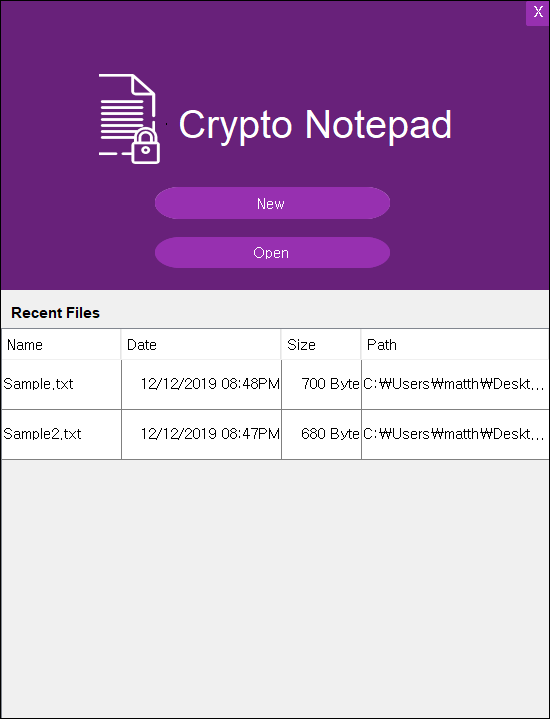 X
Crypto Notepad
New
Open
Recent Files
Name Date Size Path
Sample.txt 12/12/2019 08:48PM 700 Byte C:₩Users₩matth₩Deskt...
Sample2.txt 12/12/2019 08:47PM 680 Byte C:₩Users₩matth₩Deskt...